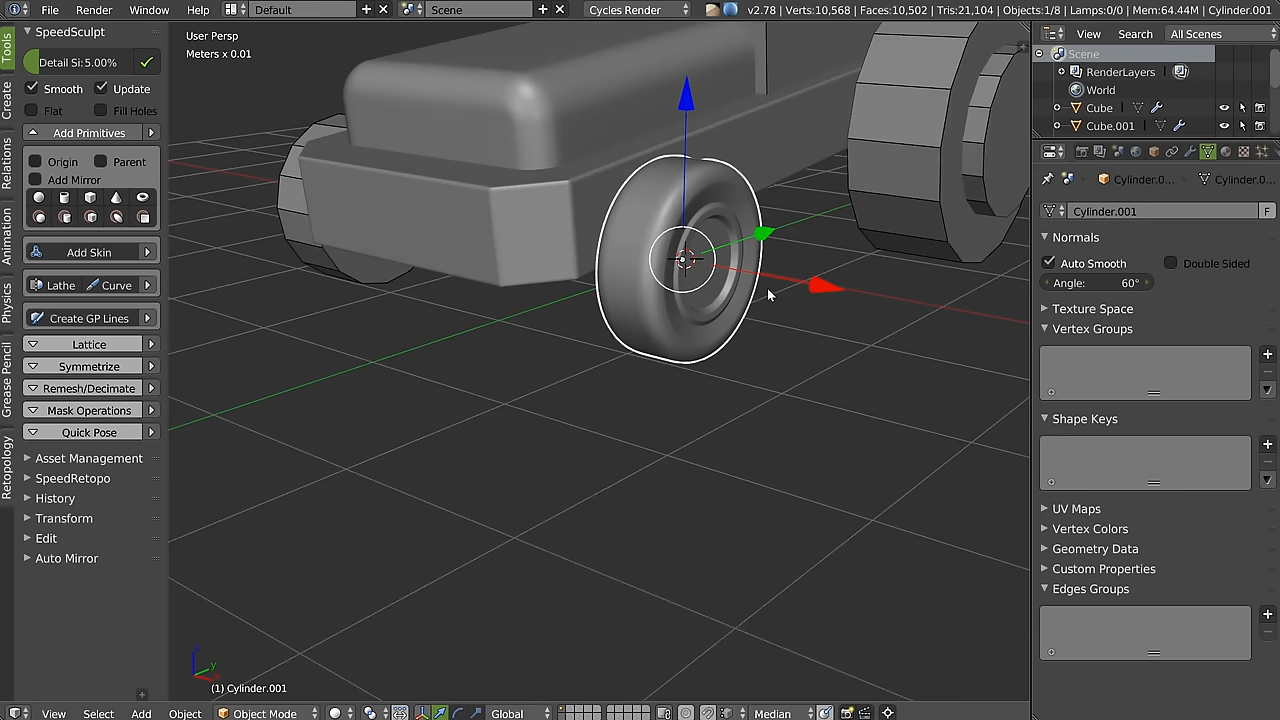 File Render Window Help Default Scene Cycles Render v2.78 | Verts:10,568 | Faces:10,502 | Tris:21,104 | Objects:1/8 | Lamps:0/0 | Mem:64.44M | Cylinder.001
Tools
Create
Relations
Animation
Physics
Grease Pencil
Retopology
SpeedSculpt
Detail Si: 5.00%
Smooth Update
Flat Fill Holes
Add Primitives
Origin Parent
Add Mirror
Add Skin
Lathe Curve
Create GP Lines
Lattice
Symmetrize
Remesh/Decimate
Mask Operations
Quick Pose
Asset Management
SpeedRetopo
History
Transform
Edit
Auto Mirror
User Persp
Meters x 0.01
z
y
(1) Cylinder.001
View Select Add Object Object Mode Global Median
View Search All Scenes
Scene
RenderLayers
World
Cube
Cube.001
Cylinder.0... Cylinder.0...
Cylinder.001 F
Normals
Auto Smooth Double Sided
Angle: 60°
Texture Space
Vertex Groups
Shape Keys
UV Maps
Vertex Colors
Geometry Data
Custom Properties
Edges Groups